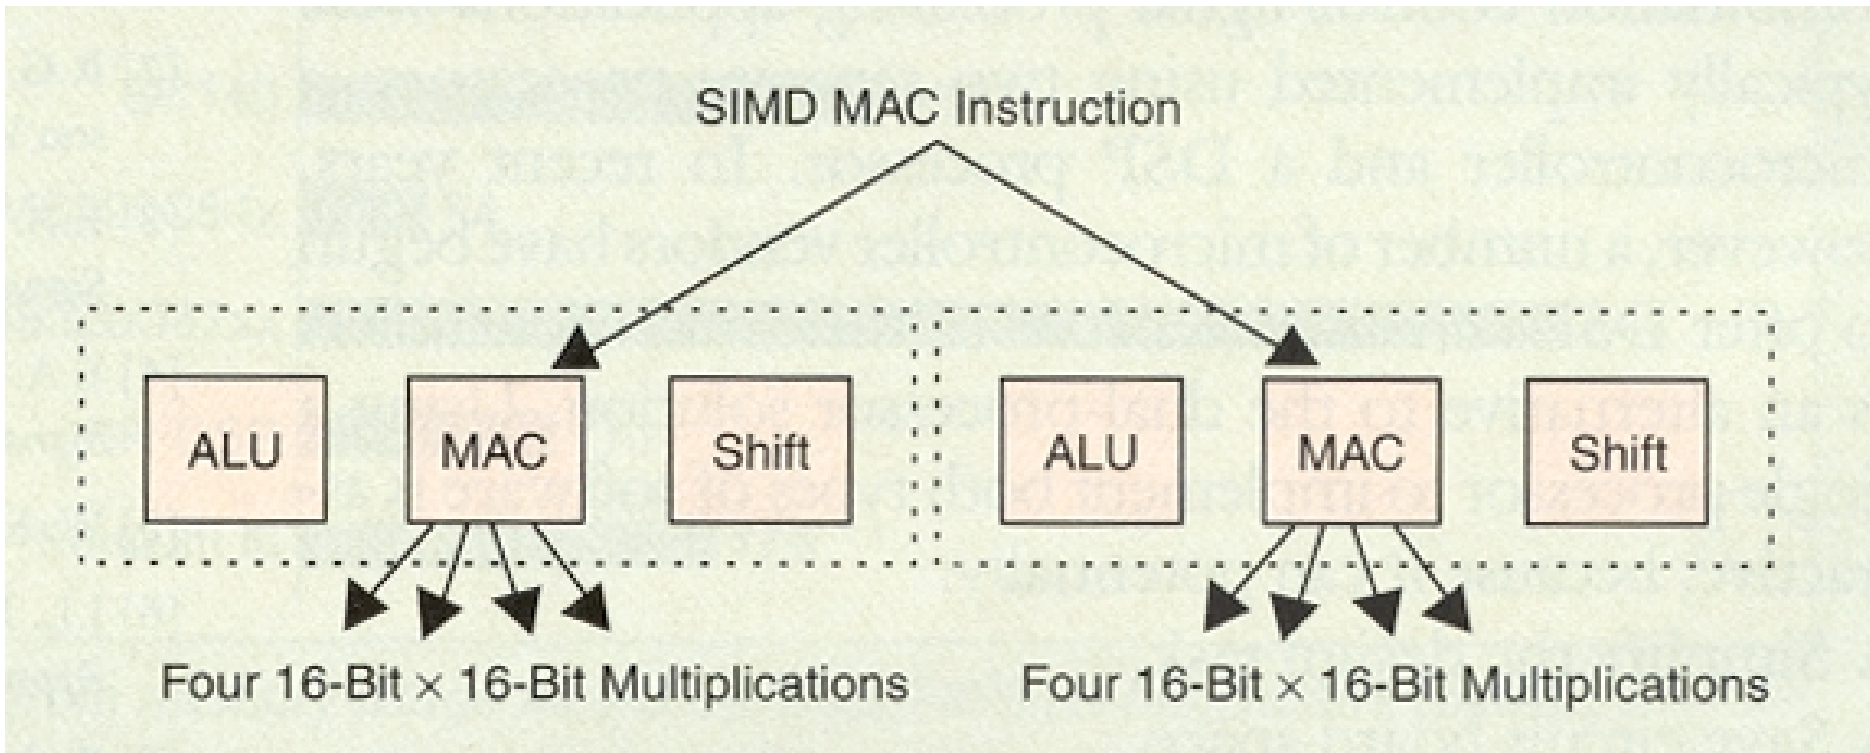 SIMD MAC Instruction
ALU MAC Shift ALU MAC Shift
Four 16-Bit × 16-Bit Multiplications Four 16-Bit × 16-Bit Multiplications